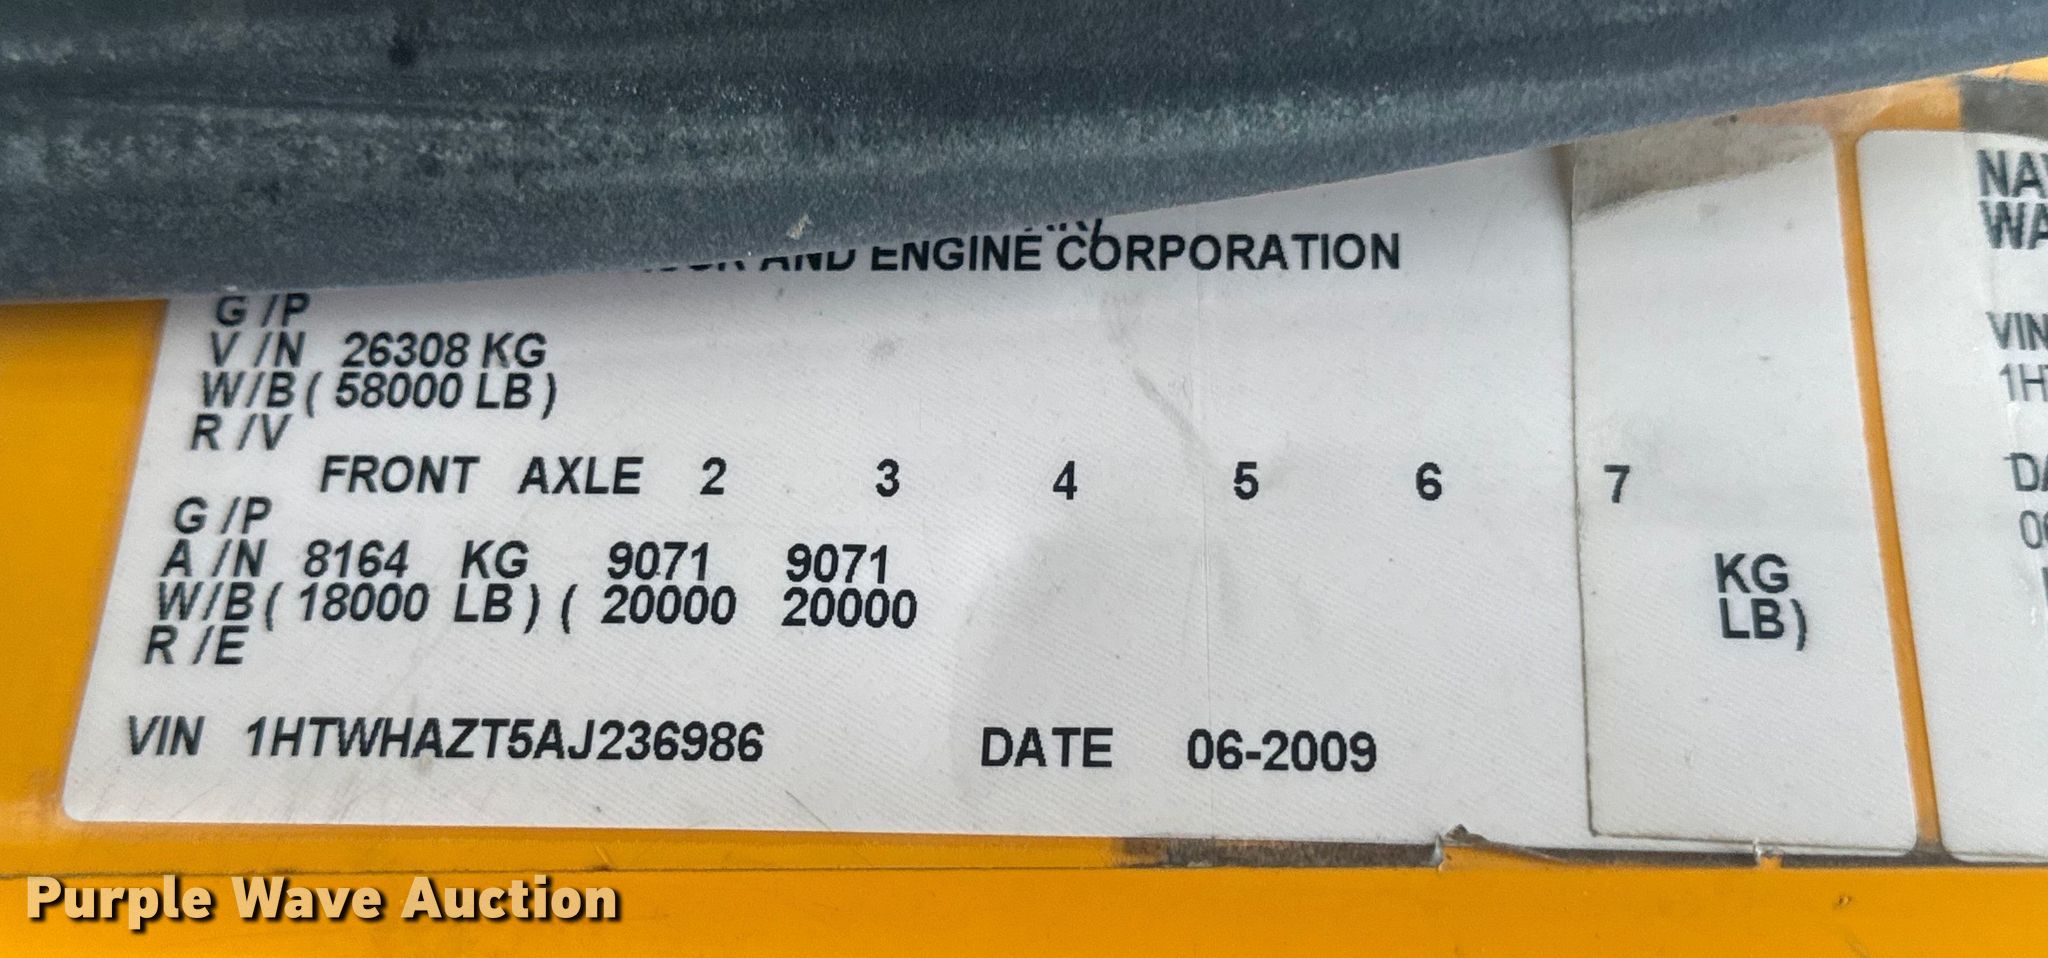 AND ENGINE CORPORATION
G /P
V /N 26308 KG
W/B ( 58000 LB )
R /V
FRONT AXLE 2 3 4 5 6 7
G /P
A /N 8164 KG 9071 9071 KG
W/B ( 18000 LB ) ( 20000 20000 LB )
R /E
VIN 1HTWHAZT5AJ236986 DATE 06-2009
VIN
Purple Wave Auction